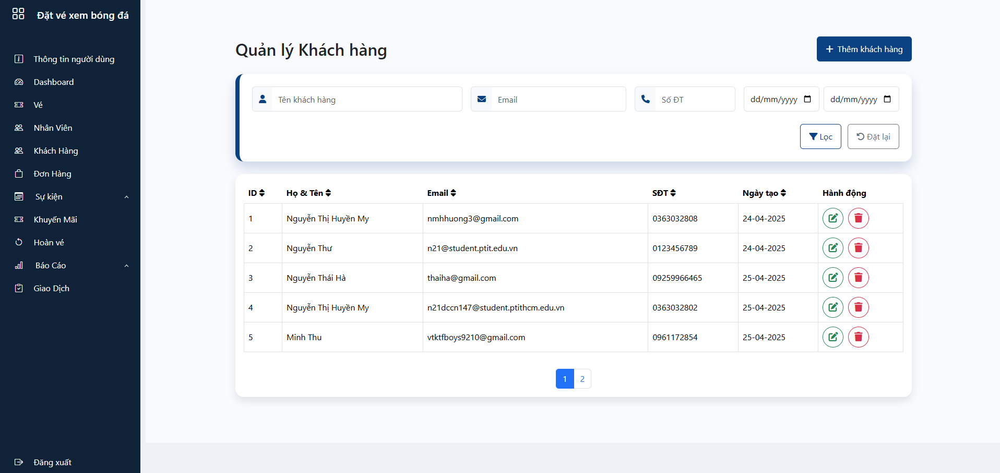 Đặt vé xem bóng đá
Thông tin người dùng
Dashboard
Vé
Nhân Viên
Khách Hàng
Đơn Hàng
Sự kiện
Khuyến Mãi
Hoàn vé
Báo Cáo
Giao Dịch
Đăng xuất
Quản lý Khách hàng
Thêm khách hàng
Tên khách hàng Email Số ĐT dd/mm/yyyy dd/mm/yyyy
Lọc Đặt lại
ID Họ & Tên Email SĐT Ngày tạo Hành động
1 Nguyễn Thị Huyền My nmhhuong3@gmail.com 0363032808 24-04-2025
2 Nguyễn Thư n21@student.ptit.edu.vn 0123456789 24-04-2025
3 Nguyễn Thái Hà thaiha@gmail.com 09259966465 25-04-2025
4 Nguyễn Thị Huyền My n21dccn147@student.ptithcm.edu.vn 0363032802 25-04-2025
5 Minh Thu vtktfboys9210@gmail.com 0961172854 25-04-2025
1 2